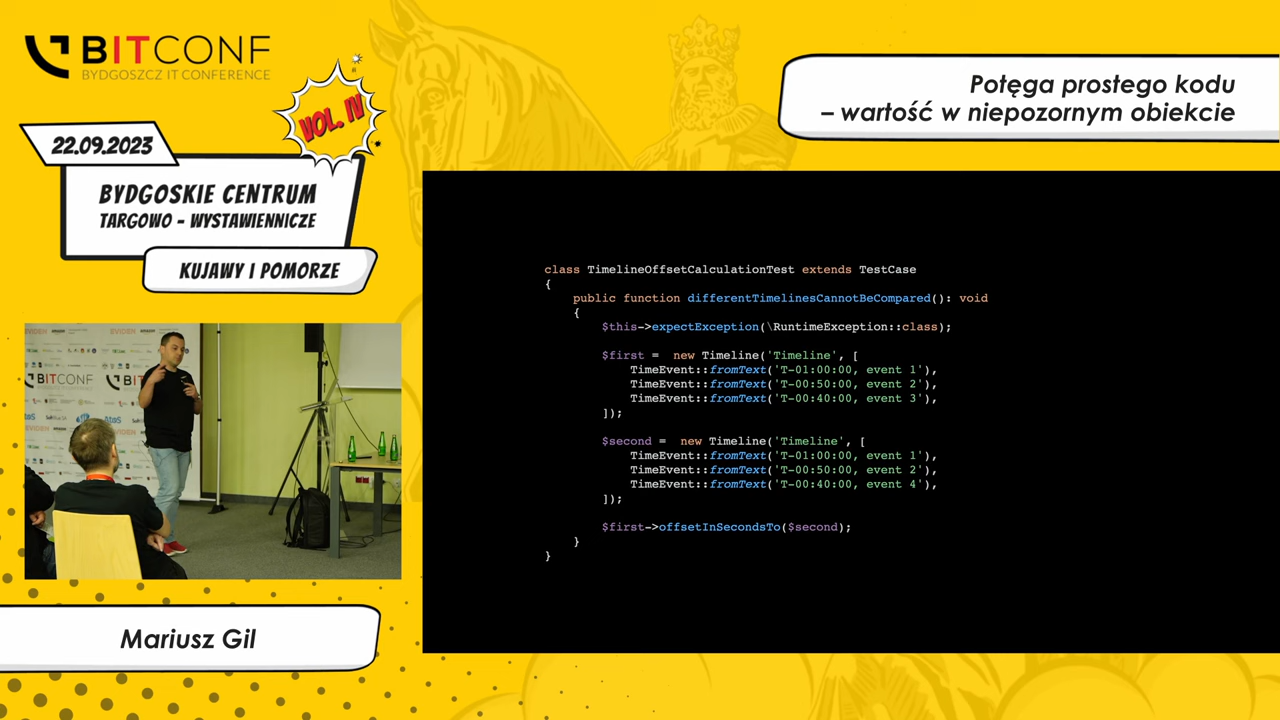 BITCONF
BYDGOSZCZ IT CONFERENCE
VOL. IV
22.09.2023
BYDGOSKIE CENTRUM
TARGOWO - WYSTAWIENNICZE
KUJAWY I POMORZE
Potęga prostego kodu
– wartość w niepozornym obiekcie
class TimelineOffsetCalculationTest extends TestCase
{
public function differentTimelinesCannotBeCompared(): void
{
$this->expectException(\RuntimeException::class);
$first =  new Timeline('Timeline', [
TimeEvent::fromText('T-01:00:00, event 1'),
TimeEvent::fromText('T-00:50:00, event 2'),
TimeEvent::fromText('T-00:40:00, event 3'),
]);
$second =  new Timeline('Timeline', [
TimeEvent::fromText('T-01:00:00, event 1'),
TimeEvent::fromText('T-00:50:00, event 2'),
TimeEvent::fromText('T-00:40:00, event 4'),
]);
$first->offsetInSecondsTo($second);
}
}
EVIDEN
BITCONF
Atos
Mariusz Gil